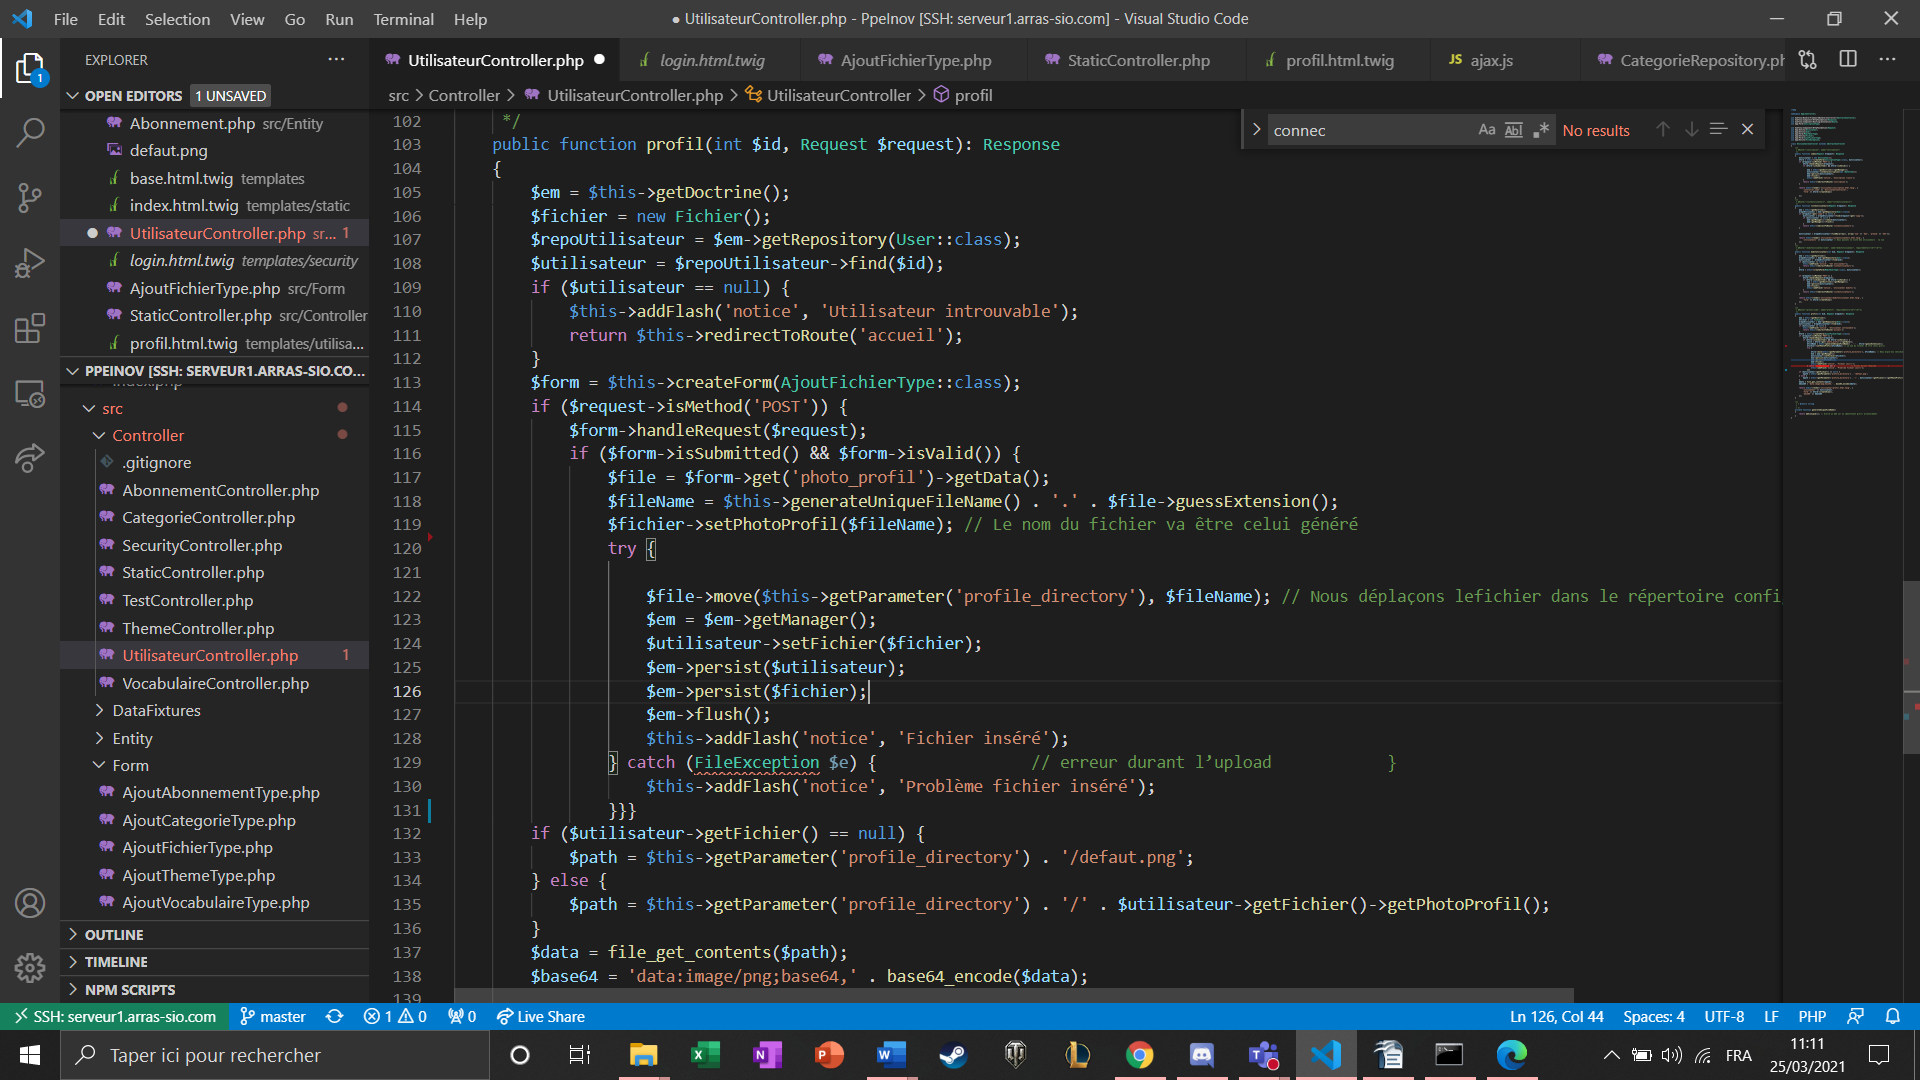 File Edit Selection View Go Run Terminal Help
● UtilisateurController.php - PpeInov [SSH: serveur1.arras-sio.com] - Visual Studio Code
EXPLORER
UtilisateurController.php
login.html.twig
AjoutFichierType.php
StaticController.php
profil.html.twig
JS ajax.js
CategorieRepository.ph
OPEN EDITORS 1 UNSAVED
src > Controller > UtilisateurController.php > UtilisateurController > profil
connec
Aa Abl .* No results
Abonnement.php src/Entity
defaut.png
base.html.twig templates
index.html.twig templates/static
UtilisateurController.php sr... 1
login.html.twig templates/security
AjoutFichierType.php src/Form
StaticController.php src/Controller
profil.html.twig templates/utilisa...
PPEINOV [SSH: SERVEUR1.ARRAS-SIO.CO...
index.php
src
Controller
.gitignore
AbonnementController.php
CategorieController.php
SecurityController.php
StaticController.php
TestController.php
ThemeController.php
UtilisateurController.php 1
VocabulaireController.php
DataFixtures
Entity
Form
AjoutAbonnementType.php
AjoutCategorieType.php
AjoutFichierType.php
AjoutThemeType.php
AjoutVocabulaireType.php
OUTLINE
TIMELINE
NPM SCRIPTS
102 */
103 public function profil(int $id, Request $request): Response
104 {
105 $em = $this->getDoctrine();
106 $fichier = new Fichier();
107 $repoUtilisateur = $em->getRepository(User::class);
108 $utilisateur = $repoUtilisateur->find($id);
109 if ($utilisateur == null) {
110 $this->addFlash('notice', 'Utilisateur introuvable');
111 return $this->redirectToRoute('accueil');
112 }
113 $form = $this->createForm(AjoutFichierType::class);
114 if ($request->isMethod('POST')) {
115 $form->handleRequest($request);
116 if ($form->isSubmitted() && $form->isValid()) {
117 $file = $form->get('photo_profil')->getData();
118 $fileName = $this->generateUniqueFileName() . '.' . $file->guessExtension();
119 $fichier->setPhotoProfil($fileName); // Le nom du fichier va être celui généré
120 try {
121
122 $file->move($this->getParameter('profile_directory'), $fileName); // Nous déplaçons lefichier dans le répertoire confi
123 $em = $em->getManager();
124 $utilisateur->setFichier($fichier);
125 $em->persist($utilisateur);
126 $em->persist($fichier);
127 $em->flush();
128 $this->addFlash('notice', 'Fichier inséré');
129 } catch (FileException $e) { // erreur durant l’upload }
130 $this->addFlash('notice', 'Problème fichier inséré');
131 }}}
132 if ($utilisateur->getFichier() == null) {
133 $path = $this->getParameter('profile_directory') . '/defaut.png';
134 } else {
135 $path = $this->getParameter('profile_directory') . '/' . $utilisateur->getFichier()->getPhotoProfil();
136 }
137 $data = file_get_contents($path);
138 $base64 = 'data:image/png;base64,' . base64_encode($data);
139
SSH: serveur1.arras-sio.com master 1 0 0 Live Share
Ln 126, Col 44 Spaces: 4 UTF-8 LF PHP
Taper ici pour rechercher
FRA
11:11
25/03/2021